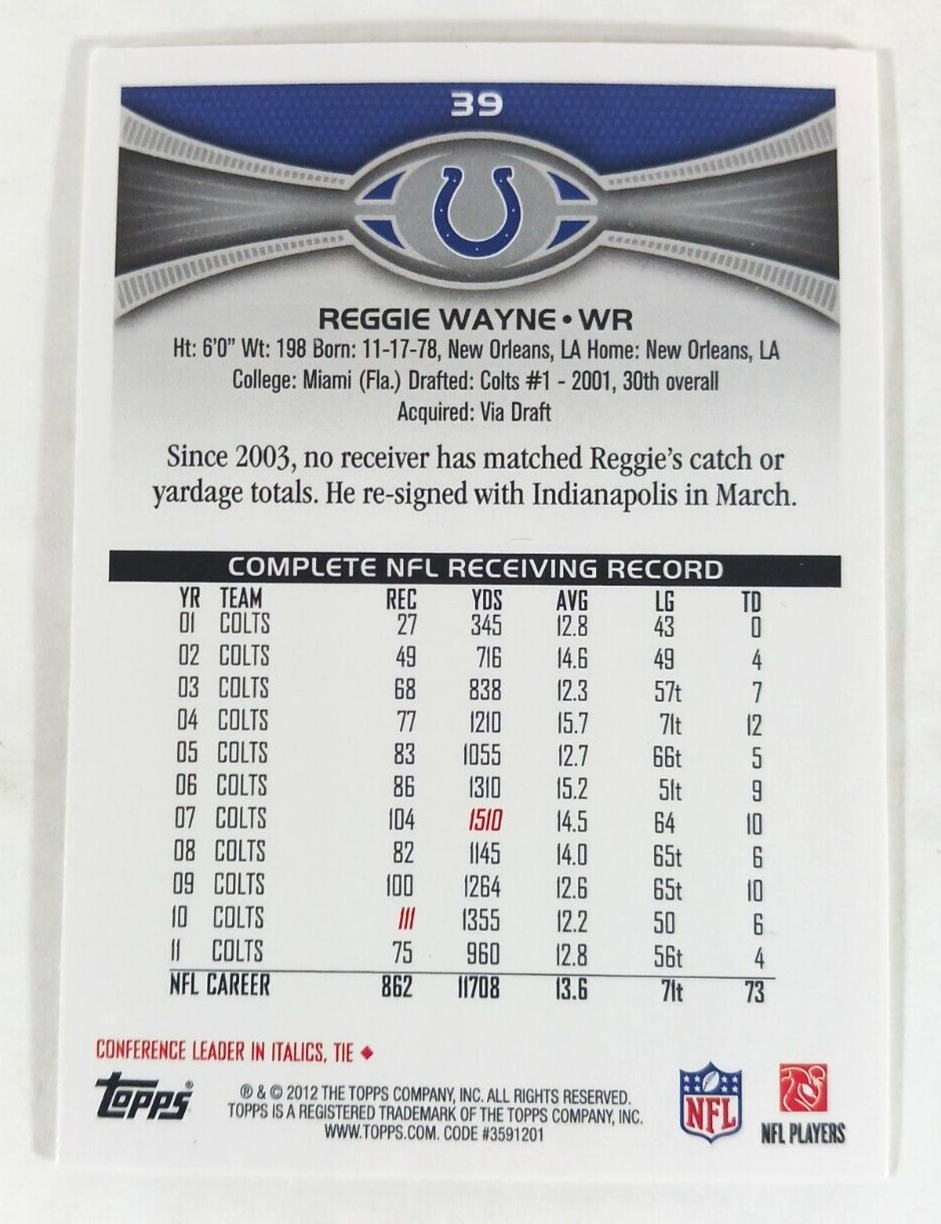 39
REGGIE WAYNE • WR
Ht: 6'0" Wt: 198 Born: 11-17-78, New Orleans, LA Home: New Orleans, LA
College: Miami (Fla.) Drafted: Colts #1 - 2001, 30th overall
Acquired: Via Draft
Since 2003, no receiver has matched Reggie's catch or
yardage totals. He re-signed with Indianapolis in March.
COMPLETE NFL RECEIVING RECORD
YR TEAM REC YDS AVG LG TD
01 COLTS 27 345 12.8 43 0
02 COLTS 49 716 14.6 49 4
03 COLTS 68 838 12.3 57t 7
04 COLTS 77 1210 15.7 71t 12
05 COLTS 83 1055 12.7 66t 5
06 COLTS 86 1310 15.2 51t 9
07 COLTS 104 1510 14.5 64 10
08 COLTS 82 1145 14.0 65t 6
09 COLTS 100 1264 12.6 65t 10
10 COLTS 111 1355 12.2 50 6
11 COLTS 75 960 12.8 56t 4
NFL CAREER 862 11708 13.6 71t 73
CONFERENCE LEADER IN ITALICS, TIE ◆
topps®
® & © 2012 THE TOPPS COMPANY, INC. ALL RIGHTS RESERVED.
TOPPS IS A REGISTERED TRADEMARK OF THE TOPPS COMPANY, INC.
WWW.TOPPS.COM. CODE #3591201
NFL
NFL PLAYERS